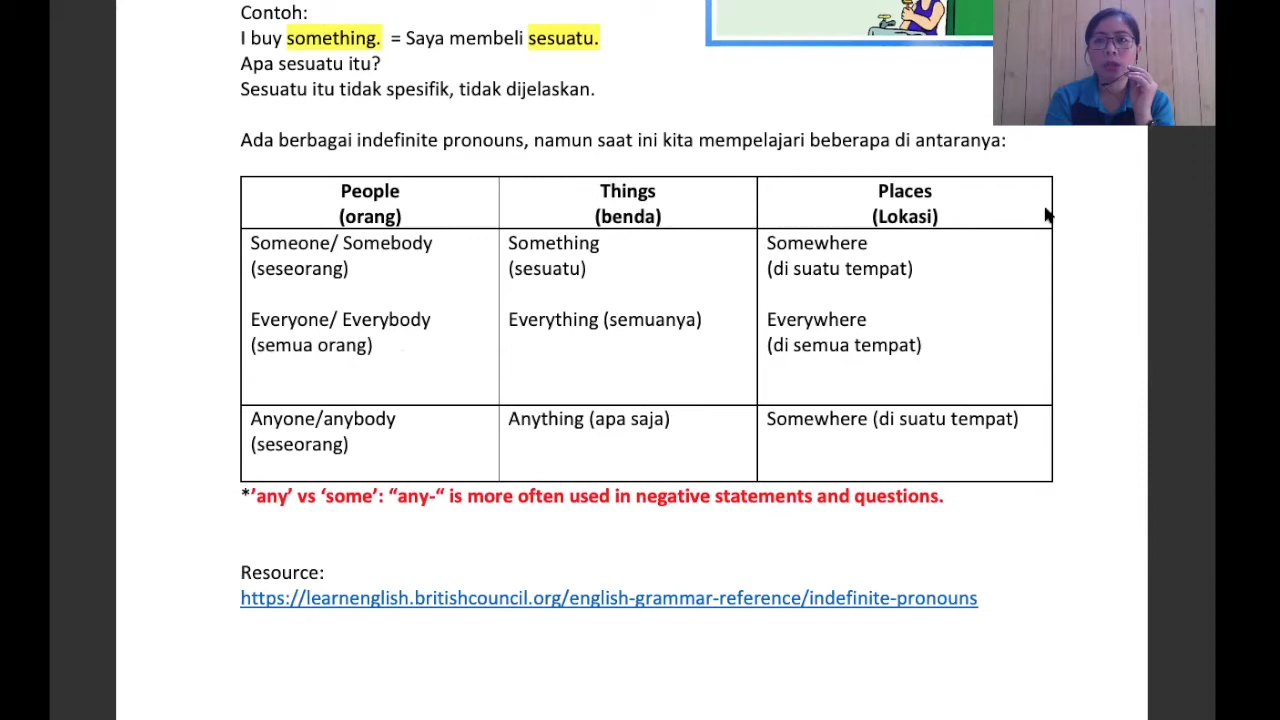 Contoh:
I buy something. = Saya membeli sesuatu.
Apa sesuatu itu?
Sesuatu itu tidak spesifik, tidak dijelaskan.
Ada berbagai indefinite pronouns, namun saat ini kita mempelajari beberapa di antaranya:
People
(orang)
Things
(benda)
Places
(Lokasi)
Someone/ Somebody
(seseorang)
Everyone/ Everybody
(semua orang)
Something
(sesuatu)
Everything (semuanya)
Somewhere
(di suatu tempat)
Everywhere
(di semua tempat)
Anyone/anybody
(seseorang)
Anything (apa saja)
Somewhere (di suatu tempat)
*’any’ vs ‘some’: “any-“ is more often used in negative statements and questions.
Resource:
https://learnenglish.britishcouncil.org/english-grammar-reference/indefinite-pronouns